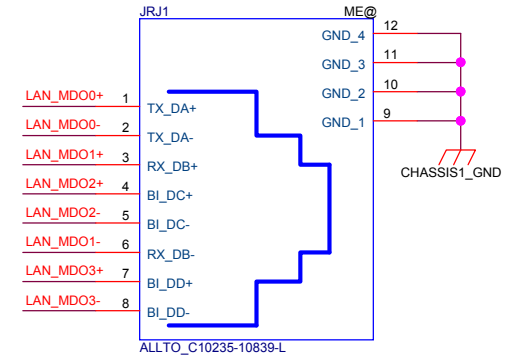 JRJ1 ME@
GND_4 12
GND_3 11
GND_2 10
GND_1 9
CHASSIS1_GND
LAN_MDO0+ 1 TX_DA+
LAN_MDO0- 2 TX_DA-
LAN_MDO1+ 3 RX_DB+
LAN_MDO2+ 4 BI_DC+
LAN_MDO2- 5 BI_DC-
LAN_MDO1- 6 RX_DB-
LAN_MDO3+ 7 BI_DD+
LAN_MDO3- 8 BI_DD-
ALLTO_C10235-10839-L